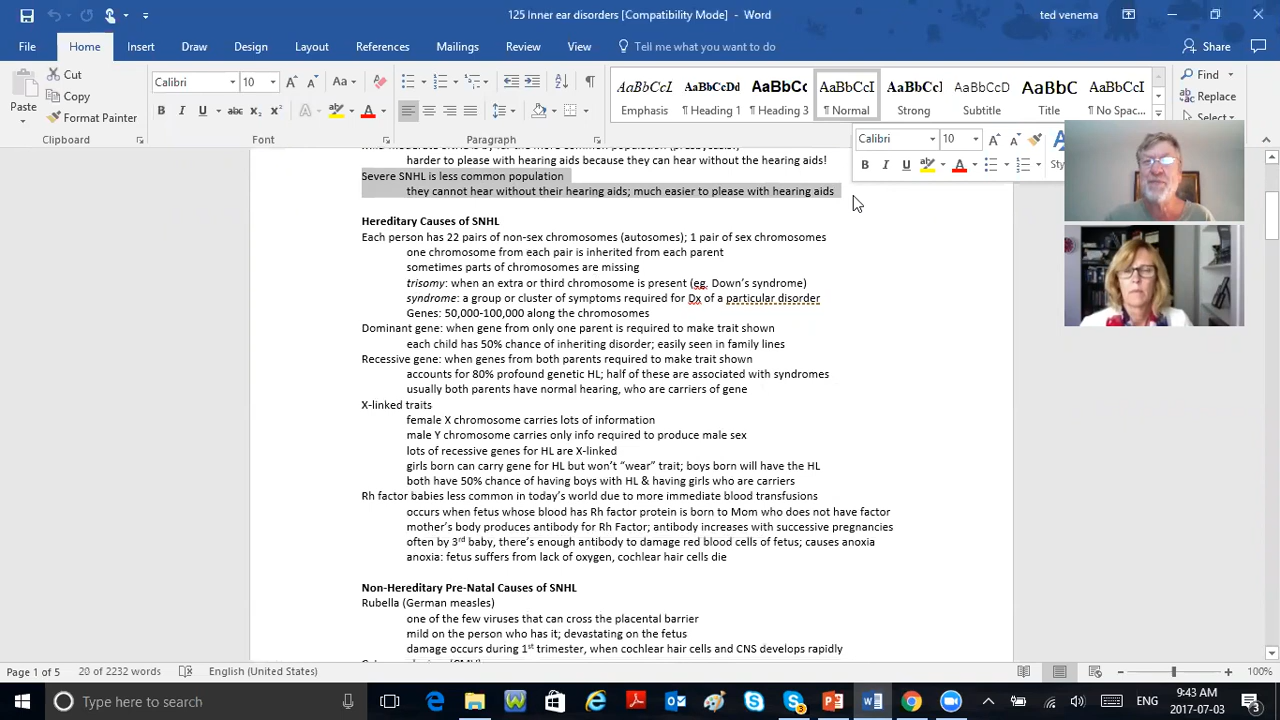 125 Inner ear disorders [Compatibility Mode] - Word
ted venema
File Home Insert Draw Design Layout References Mailings Review View Tell me what you want to do Share
Paste
Cut
Copy
Format Painter
Clipboard
Calibri 10
Font
Paragraph
AaBbCcL AaBbCcDd AaBbCc AaBbCcI AaBbCcI AaBbCcI AaBbC AaBbCcI
Emphasis ¶ Heading 1 ¶ Heading 3 ¶ Normal Strong Subtitle Title ¶ No Spac...
Find
Replace
Select
Calibri 10
harder to please with hearing aids because they can hear without the hearing aids!
Severe SNHL is less common population
they cannot hear without their hearing aids; much easier to please with hearing aids
Hereditary Causes of SNHL
Each person has 22 pairs of non-sex chromosomes (autosomes); 1 pair of sex chromosomes
one chromosome from each pair is inherited from each parent
sometimes parts of chromosomes are missing
trisomy: when an extra or third chromosome is present (eg. Down's syndrome)
syndrome: a group or cluster of symptoms required for Dx of a particular disorder
Genes: 50,000-100,000 along the chromosomes
Dominant gene: when gene from only one parent is required to make trait shown
each child has 50% chance of inheriting disorder; easily seen in family lines
Recessive gene: when genes from both parents required to make trait shown
accounts for 80% profound genetic HL; half of these are associated with syndromes
usually both parents have normal hearing, who are carriers of gene
X-linked traits
female X chromosome carries lots of information
male Y chromosome carries only info required to produce male sex
lots of recessive genes for HL are X-linked
girls born can carry gene for HL but won't “wear” trait; boys born will have the HL
both have 50% chance of having boys with HL & having girls who are carriers
Rh factor babies less common in today's world due to more immediate blood transfusions
occurs when fetus whose blood has Rh factor protein is born to Mom who does not have factor
mother's body produces antibody for Rh Factor; antibody increases with successive pregnancies
often by 3rd baby, there's enough antibody to damage red blood cells of fetus; causes anoxia
anoxia: fetus suffers from lack of oxygen, cochlear hair cells die
Non-Hereditary Pre-Natal Causes of SNHL
Rubella (German measles)
one of the few viruses that can cross the placental barrier
mild on the person who has it; devastating on the fetus
damage occurs during 1st trimester, when cochlear hair cells and CNS develops rapidly
Page 1 of 5 20 of 2232 words English (United States) 100%
Type here to search
ENG
9:43 AM
2017-07-03